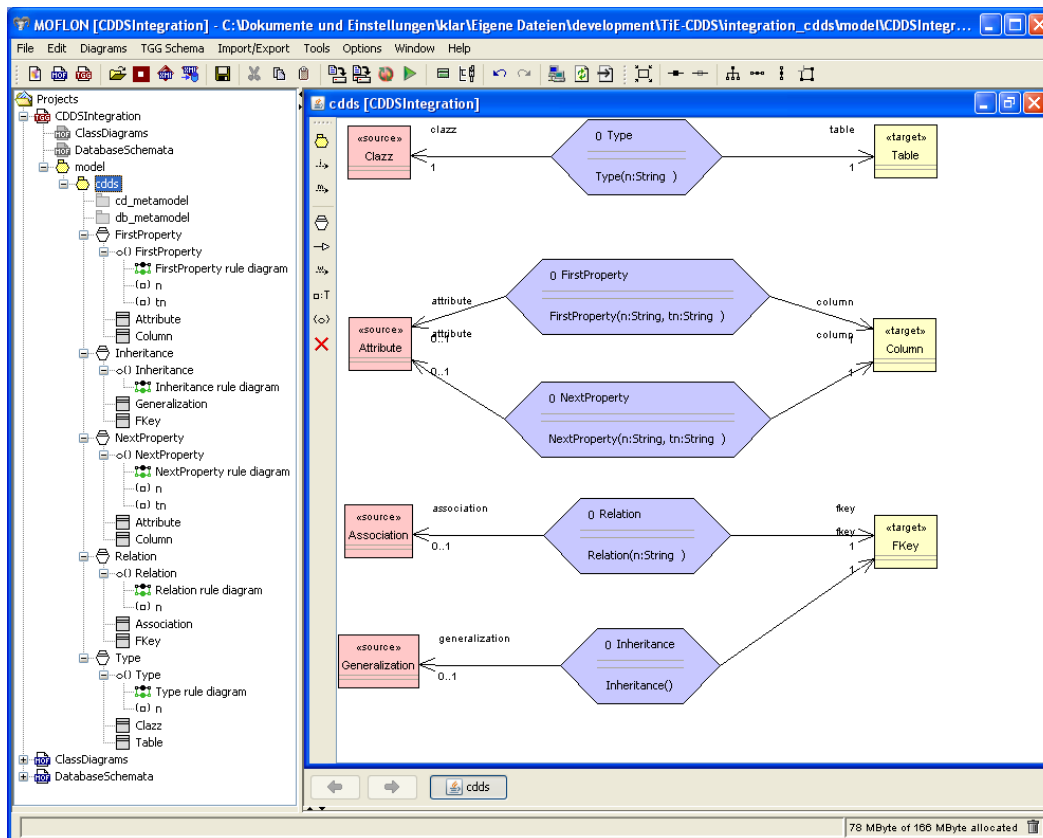 MOFLON [CDDSIntegration] - C:\Dokumente und Einstellungen\klar\Eigene Dateien\development\TiE-CDDS\integration_cdds\model\CDDSIntegr...
File Edit Diagrams TGG Schema Import/Export Tools Options Window Help
Projects
CDDSIntegration
ClassDiagrams
DatabaseSchemata
model
cdds
cd_metamodel
db_metamodel
FirstProperty
o() FirstProperty
FirstProperty rule diagram
(o) n
(o) tn
Attribute
Column
Inheritance
o() Inheritance
Inheritance rule diagram
Generalization
FKey
NextProperty
o() NextProperty
NextProperty rule diagram
(o) n
(o) tn
Attribute
Column
Relation
o() Relation
Relation rule diagram
(o) n
Association
FKey
Type
o() Type
Type rule diagram
(o) n
Clazz
Table
ClassDiagrams
DatabaseSchemata
cdds [CDDSIntegration]
«source»
Clazz
clazz
1
() Type
Type(n:String )
table
1
«target»
Table
() FirstProperty
FirstProperty(n:String, tn:String )
attribute
column
«source»
Attribute
attribute
0..1
0..1
column
1
1
«target»
Column
() NextProperty
NextProperty(n:String, tn:String )
«source»
Association
association
0..1
() Relation
Relation(n:String )
fkey
fkey
1
1
«target»
FKey
«source»
Generalization
generalization
0..1
() Inheritance
Inheritance()
cdds
78 MByte of 166 MByte allocated